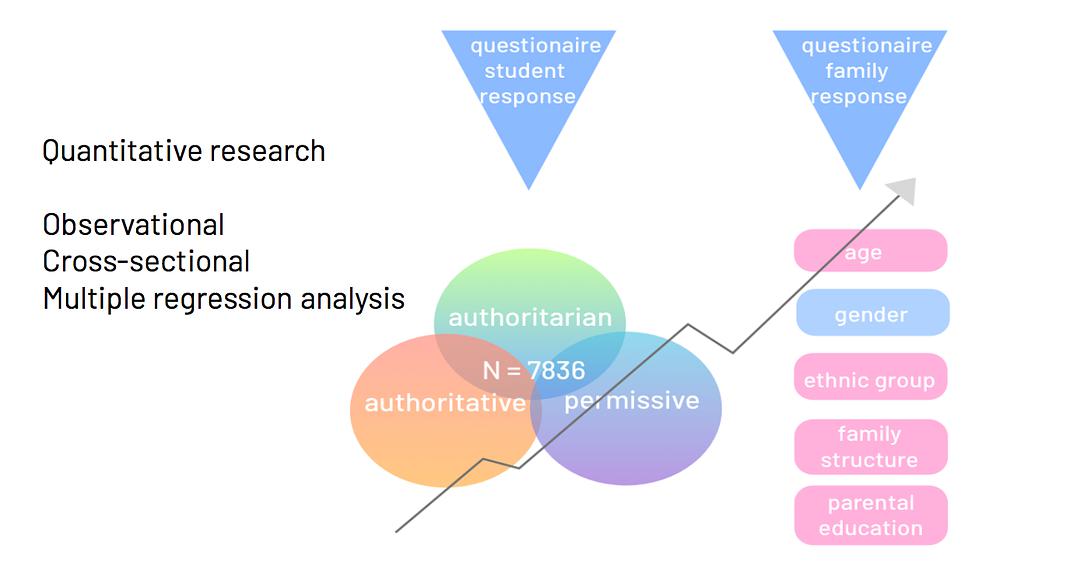 Quantitative research
Observational
Cross-sectional
Multiple regression analysis
questionaire
student
response
questionaire
family
response
authoritarian
N = 7836
authoritative
permissive
age
gender
ethnic group
family
structure
parental
education